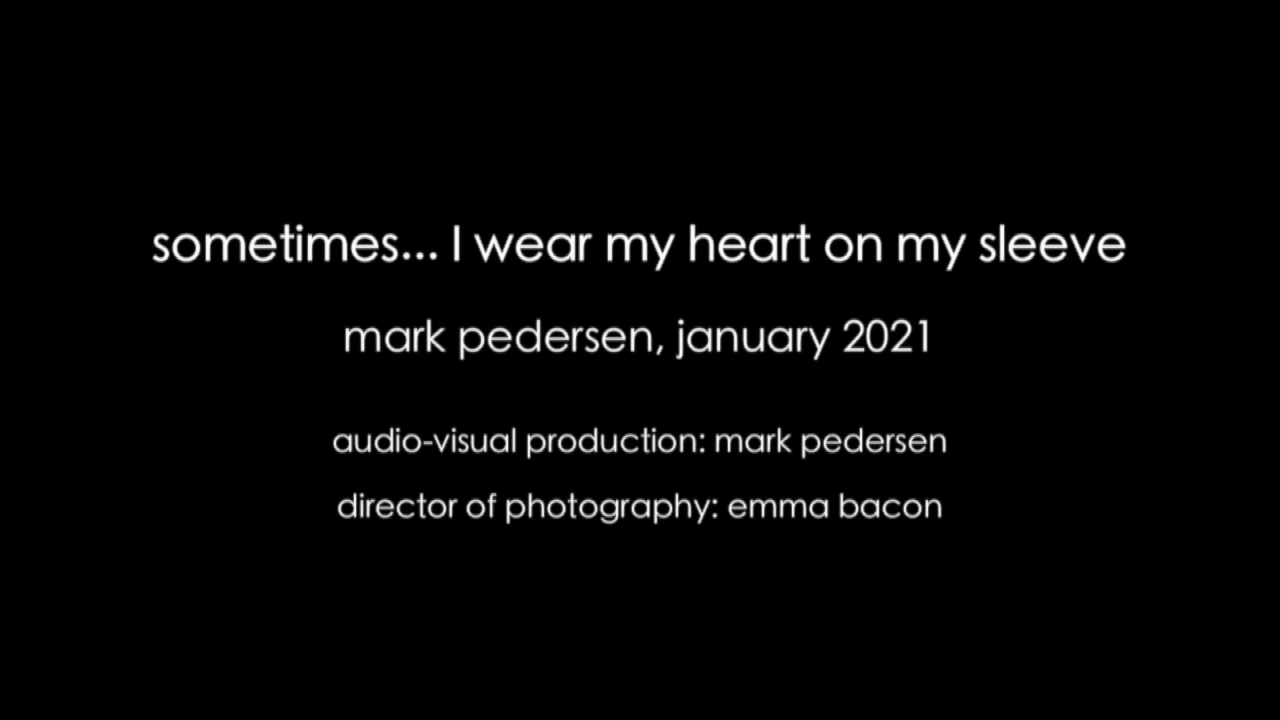 sometimes... I wear my heart on my sleeve
mark pedersen, january 2021
audio-visual production: mark pedersen
director of photography: emma bacon